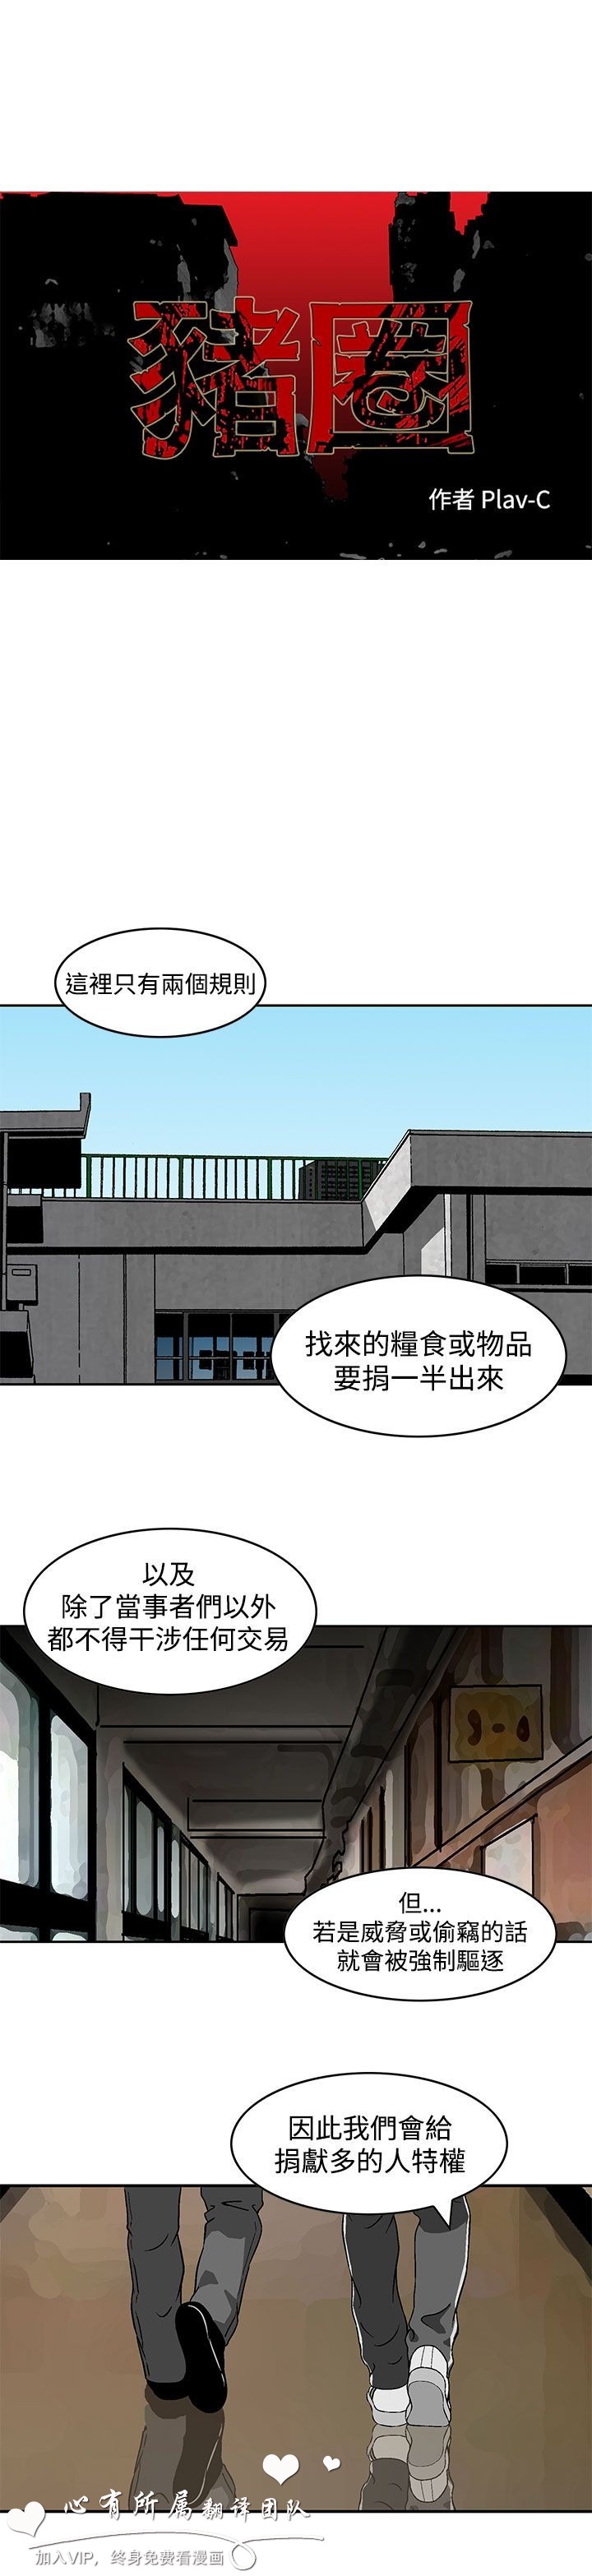 豬圈
作者 Plav-C
這裡只有兩個規則
找來的糧食或物品
要捐一半出來
以及
除了當事者們以外
都不得干涉任何交易
3-1
但...
若是威脅或偷竊的話
就會被強制驅逐
因此我們會給
捐獻多的人特權
心有所属翻译团队
加入VIP，终身免费看漫画